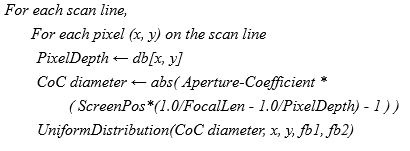 For each scan line,
For each pixel (x, y) on the scan line
PixelDepth ← db[x, y]
CoC diameter ← abs( Aperture-Coefficient *
( ScreenPos*(1.0/FocalLen - 1.0/PixelDepth) - 1 ) )
UniformDistribution(CoC diameter, x, y, fb1, fb2)